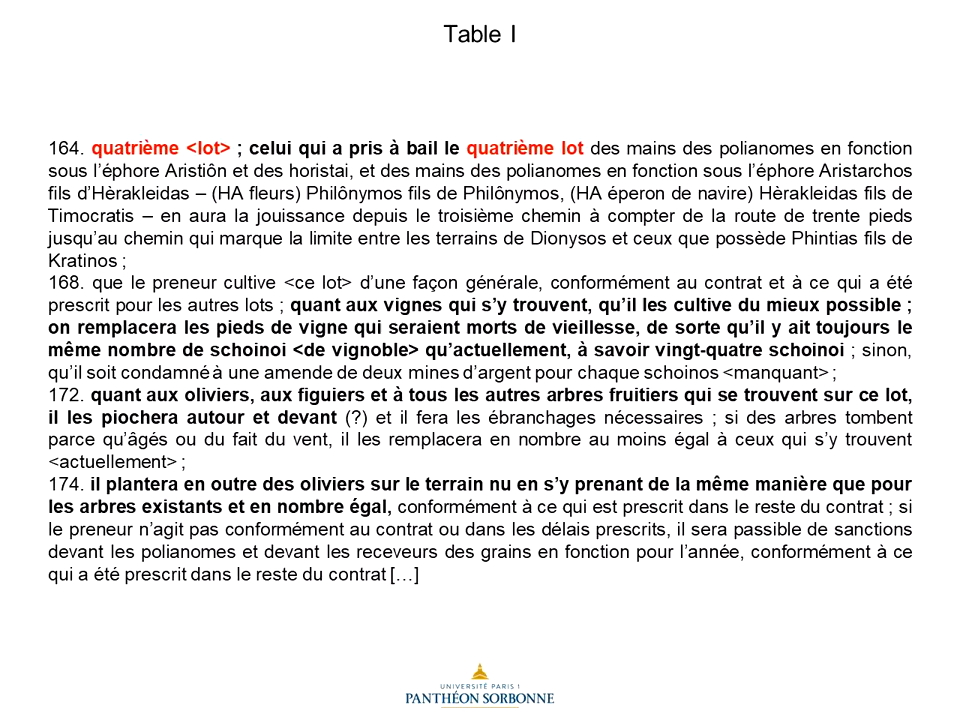 Table I
164. quatrième <lot> ; celui qui a pris à bail le quatrième lot des mains des polianomes en fonction
sous l’éphore Aristiôn et des horistai, et des mains des polianomes en fonction sous l’éphore Aristarchos
fils d’Hèrakleidas – (HA fleurs) Philônymos fils de Philônymos, (HA éperon de navire) Hèrakleidas fils de
Timocratis – en aura la jouissance depuis le troisième chemin à compter de la route de trente pieds
jusqu’au chemin qui marque la limite entre les terrains de Dionysos et ceux que possède Phintias fils de
Kratinos ;
168. que le preneur cultive <ce lot> d’une façon générale, conformément au contrat et à ce qui a été
prescrit pour les autres lots ; quant aux vignes qui s’y trouvent, qu’il les cultive du mieux possible ;
on remplacera les pieds de vigne qui seraient morts de vieillesse, de sorte qu’il y ait toujours le
même nombre de schoinoi <de vignoble> qu’actuellement, à savoir vingt-quatre schoinoi ; sinon,
qu’il soit condamné à une amende de deux mines d’argent pour chaque schoinos <manquant> ;
172. quant aux oliviers, aux figuiers et à tous les autres arbres fruitiers qui se trouvent sur ce lot,
il les piochera autour et devant (?) et il fera les ébranchages nécessaires ; si des arbres tombent
parce qu’âgés ou du fait du vent, il les remplacera en nombre au moins égal à ceux qui s’y trouvent
<actuellement> ;
174. il plantera en outre des oliviers sur le terrain nu en s’y prenant de la même manière que pour
les arbres existants et en nombre égal, conformément à ce qui est prescrit dans le reste du contrat ; si
le preneur n’agit pas conformément au contrat ou dans les délais prescrits, il sera passible de sanctions
devant les polianomes et devant les receveurs des grains en fonction pour l’année, conformément à ce
qui a été prescrit dans le reste du contrat […]
UNIVERSITÉ PARIS 1
PANTHÉON SORBONNE